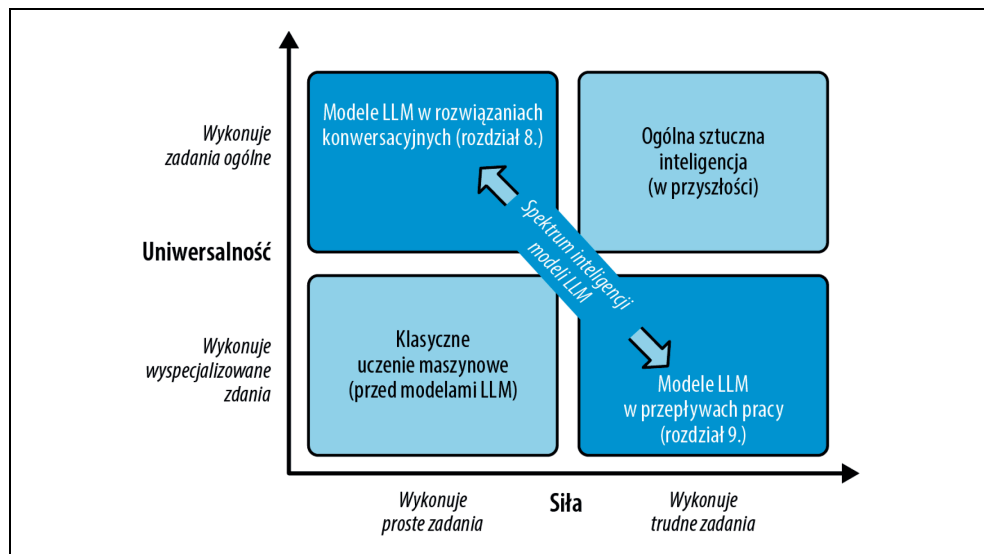 Wykonuje
zadania ogólne
Modele LLM w rozwiązaniach
konwersacyjnych (rozdział 8.)
Ogólna sztuczna
inteligencja
(w przyszłości)
Uniwersalność
Spektrum inteligencji
modeli LLM
Wykonuje
wyspecjalizowane
zdania
Klasyczne
uczenie maszynowe
(przed modelami LLM)
Modele LLM
w przepływach pracy
(rozdział 9.)
Wykonuje
proste zadania
Siła
Wykonuje
trudne zadania